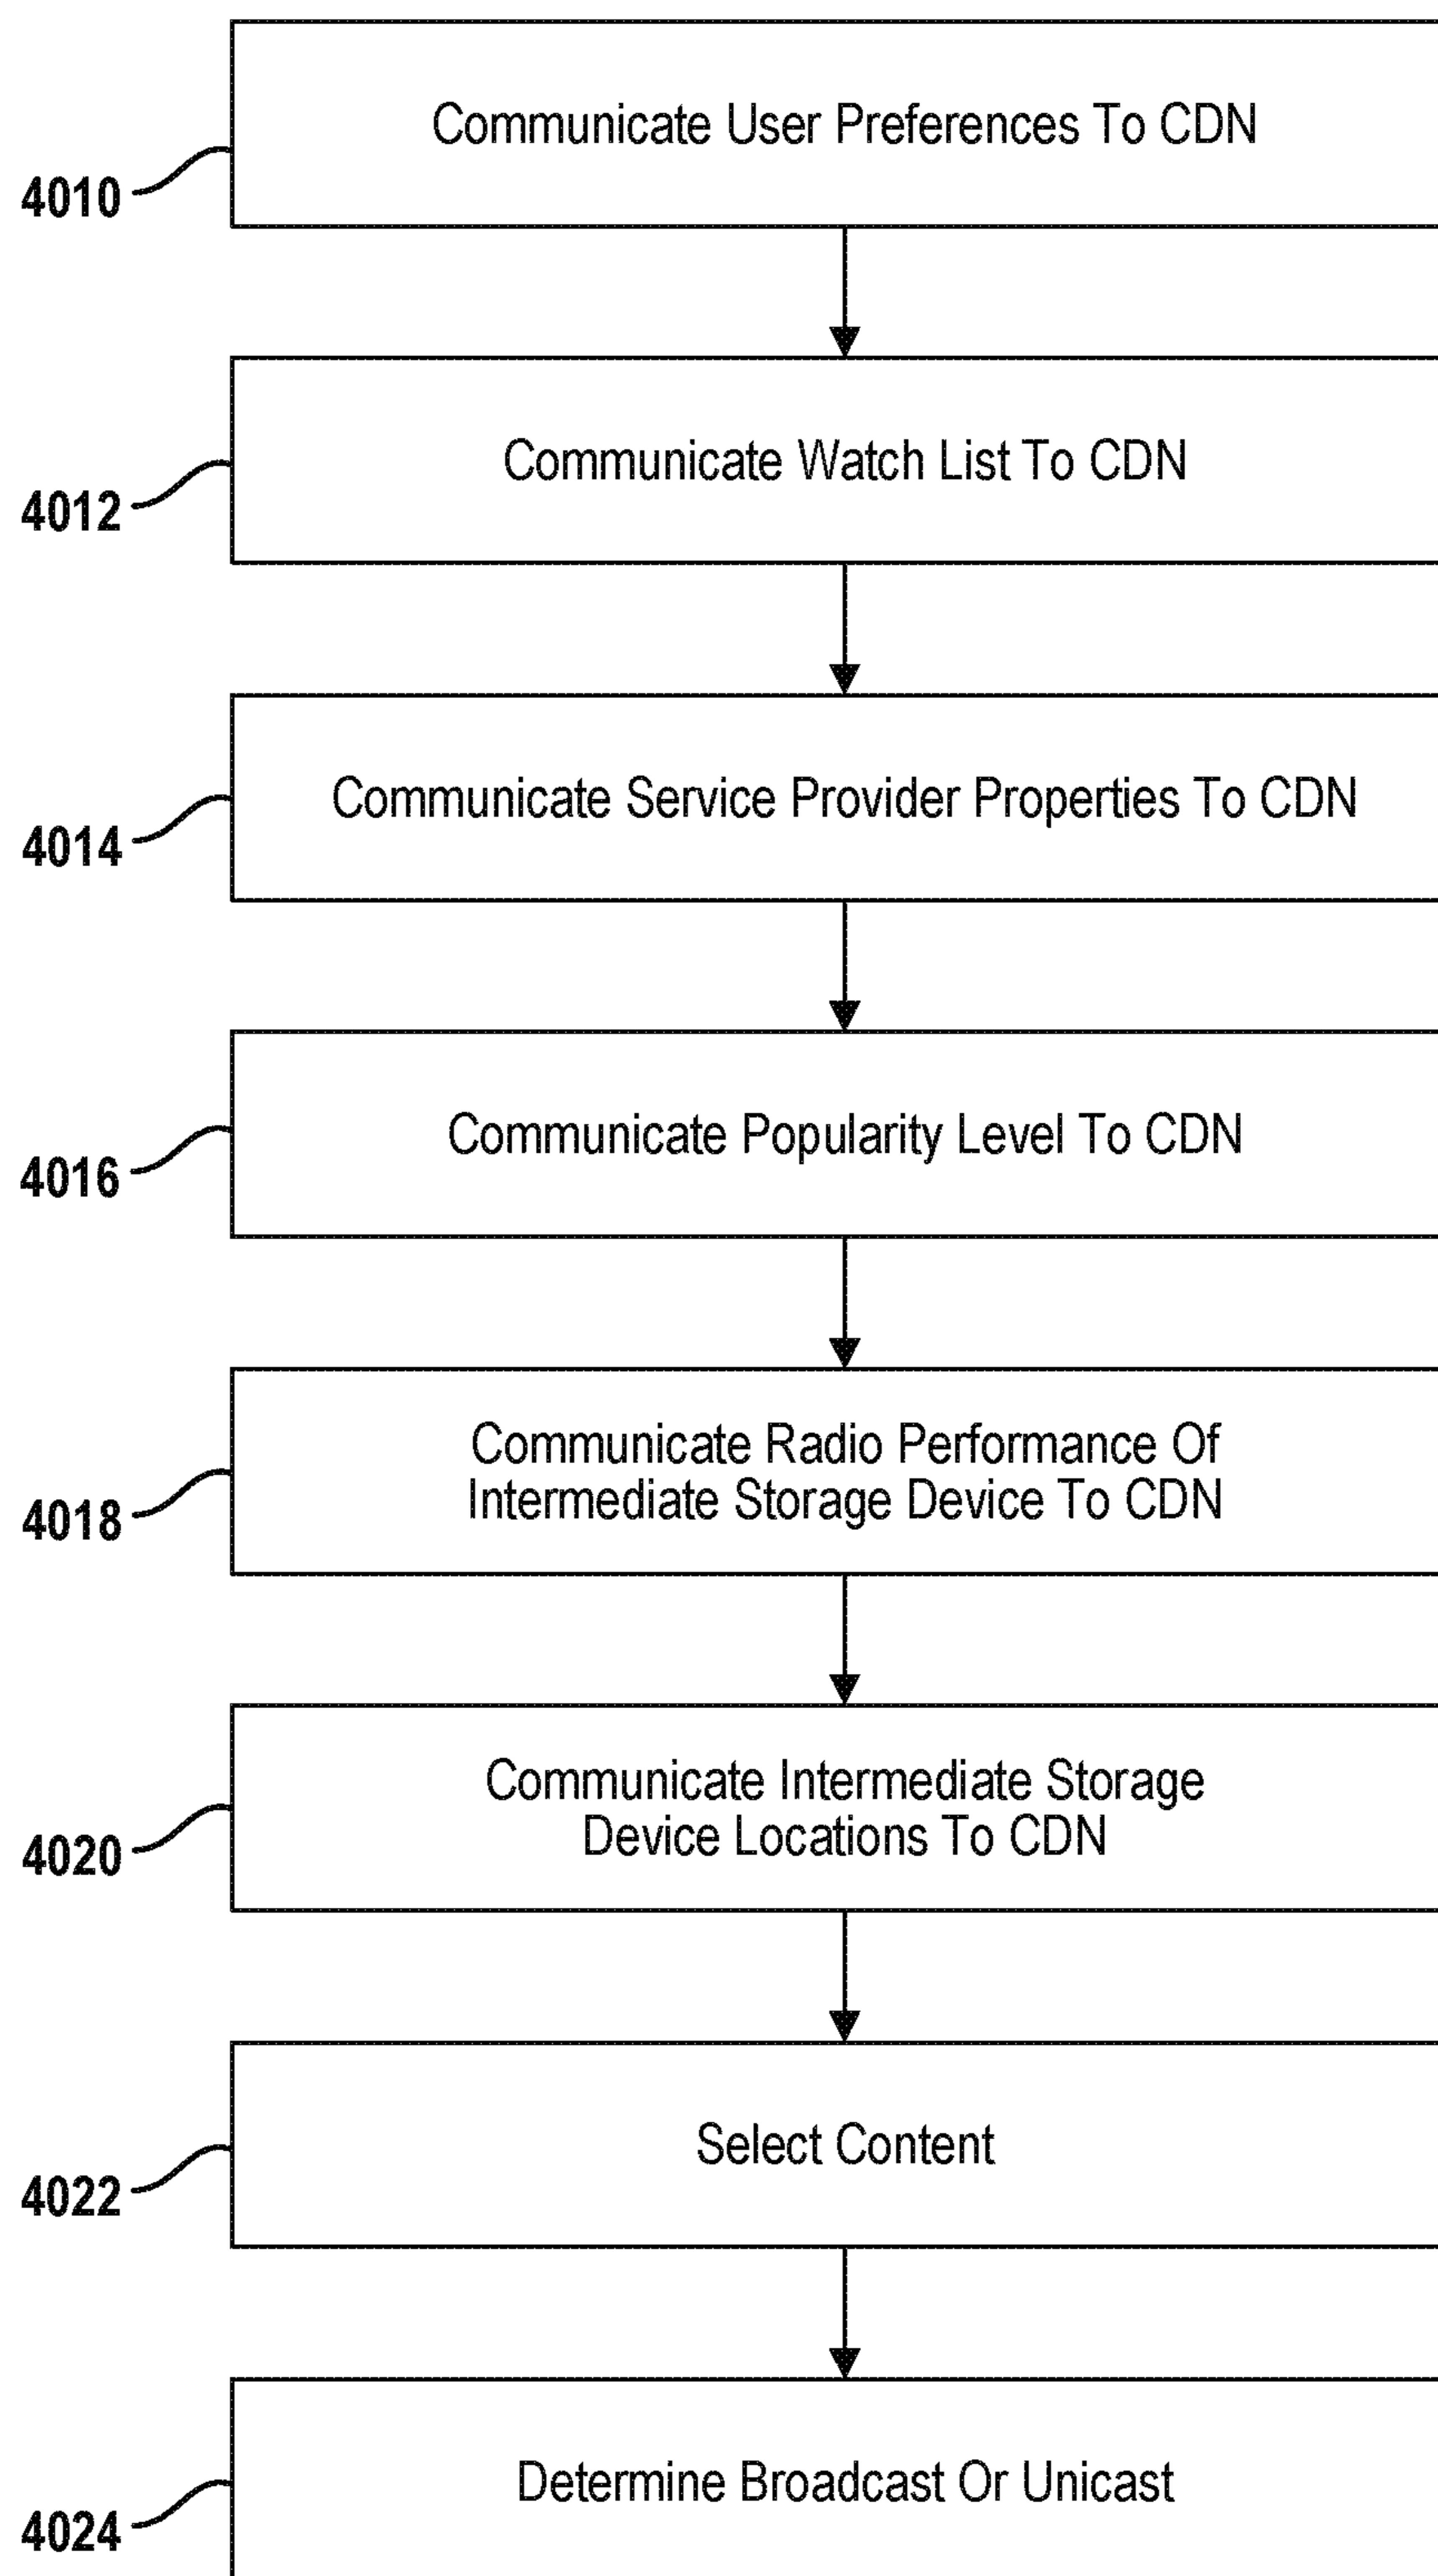 Communicate User Preferences To CDN
4010
Communicate Watch List To CDN
4012
Communicate Service Provider Properties To CDN
4014
Communicate Popularity Level To CDN
4016
Communicate Radio Performance Of
Intermediate Storage Device To CDN
4018
Communicate Intermediate Storage
Device Locations To CDN
4020
Select Content
4022
Determine Broadcast Or Unicast
4024